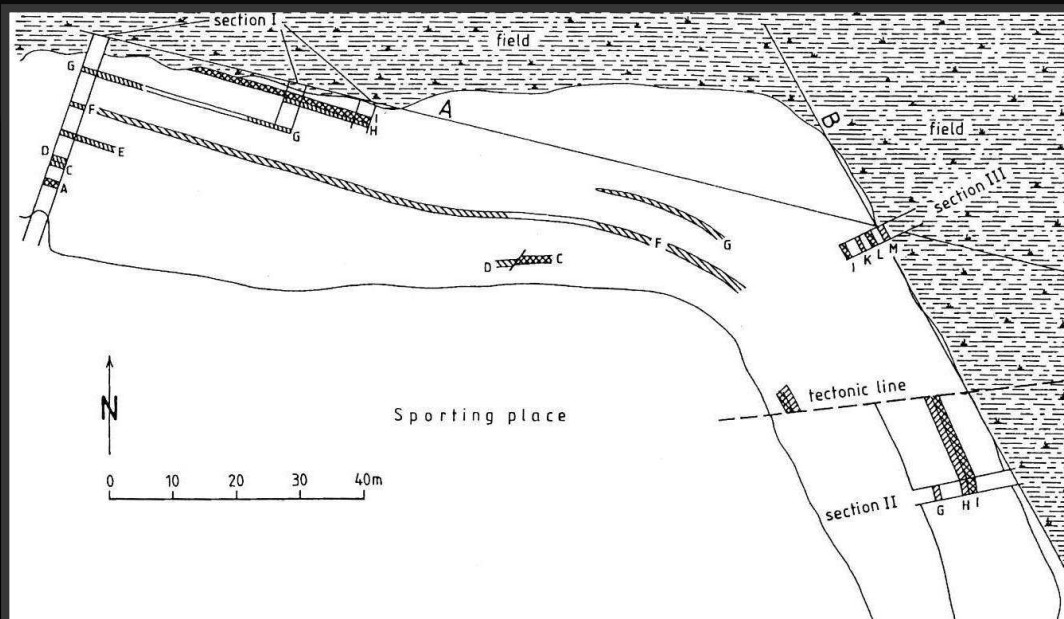 section I
field
G
F
E
D
C
A
G
I
H
A
B
field
section III
G
F
D
C
J
K
L
M
tectonic line
N
Sporting place
0 10 20 30 40m
section II
G
H
I